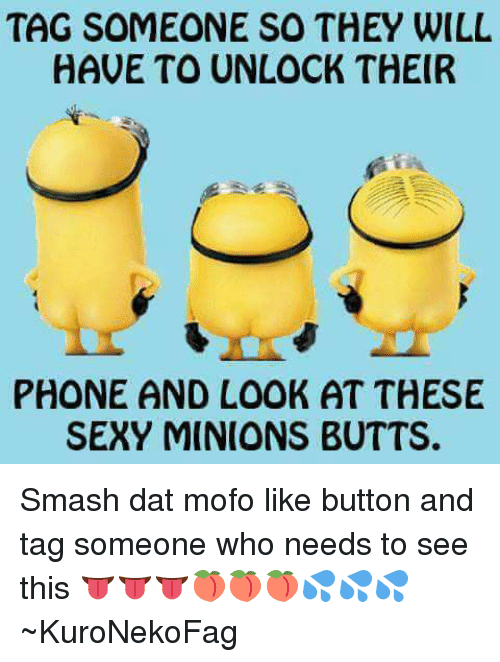 TAG SOMEONE SO THEY WILL
HAVE TO UNLOCK THEIR
PHONE AND LOOK AT THESE
SEXY MINIONS BUTTS.
Smash dat mofo like button and
tag someone who needs to see
this 👅👅👅🍑🍑🍑💦💦💦
~KuroNekoFag